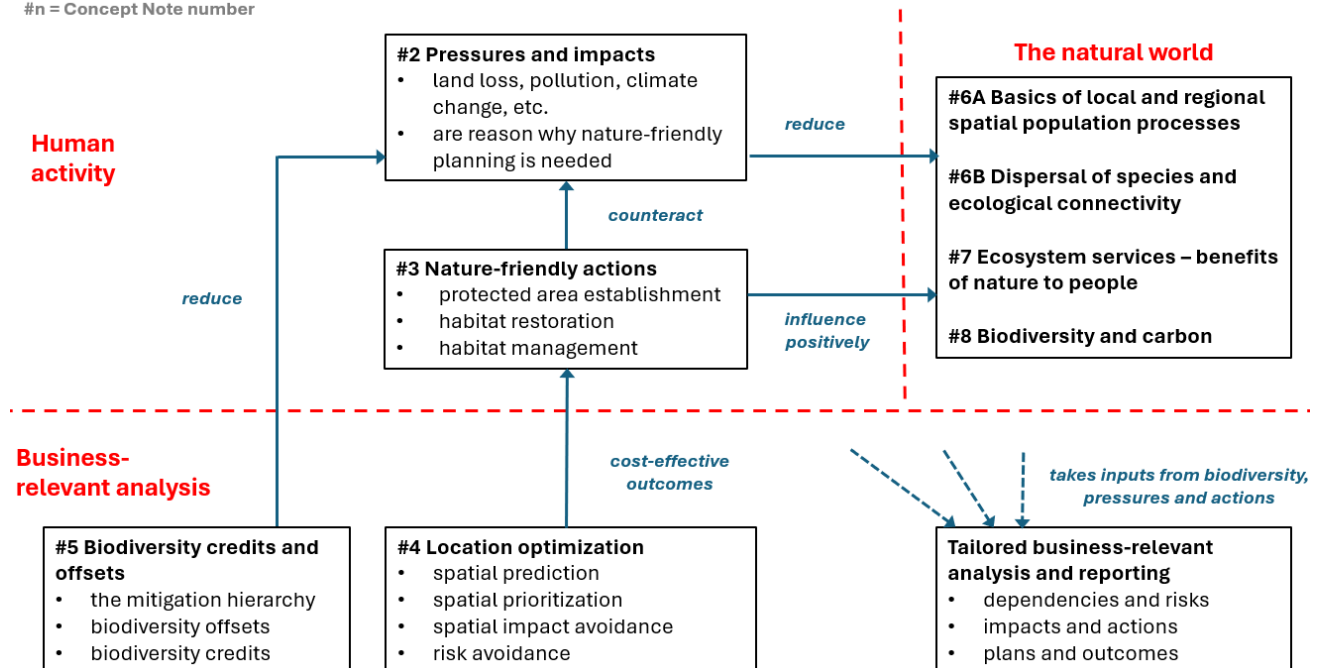 #n = Concept Note number
#2 Pressures and impacts
• land loss, pollution, climate
change, etc.
• are reason why nature-friendly
planning is needed
The natural world
#6A Basics of local and regional
spatial population processes
#6B Dispersal of species and
ecological connectivity
#7 Ecosystem services – benefits
of nature to people
#8 Biodiversity and carbon
Human
activity
reduce
counteract
#3 Nature-friendly actions
• protected area establishment
• habitat restoration
• habitat management
reduce
influence
positively
Business-
relevant analysis
cost-effective
outcomes
takes inputs from biodiversity,
pressures and actions
#5 Biodiversity credits and
offsets
• the mitigation hierarchy
• biodiversity offsets
• biodiversity credits
#4 Location optimization
• spatial prediction
• spatial prioritization
• spatial impact avoidance
• risk avoidance
Tailored business-relevant
analysis and reporting
• dependencies and risks
• impacts and actions
• plans and outcomes